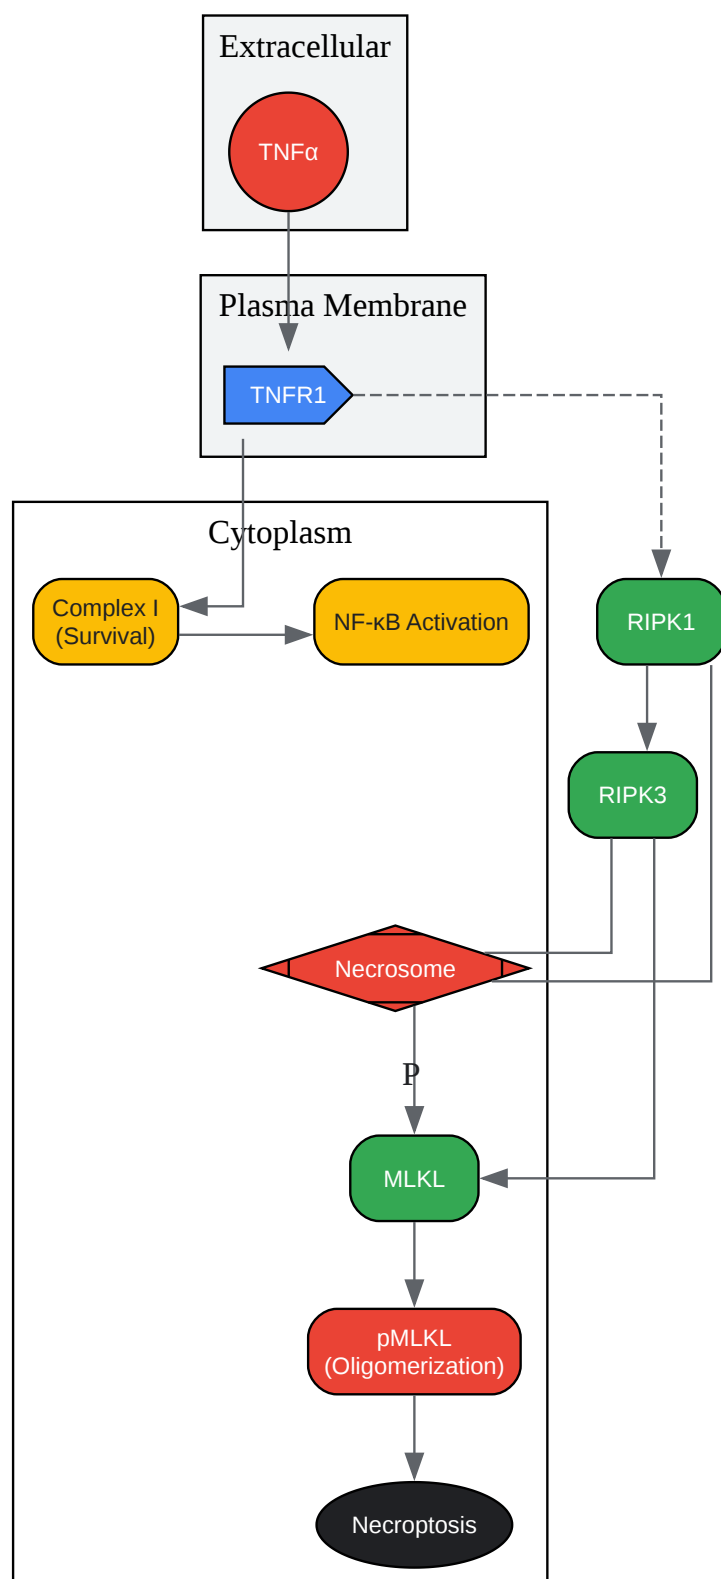 Extracellular
TNFα
Plasma Membrane
TNFR1
Cytoplasm
Complex I
(Survival)
NF-κB Activation
RIPK1
RIPK3
Necrosome
P
MLKL
pMLKL
(Oligomerization)
Necroptosis